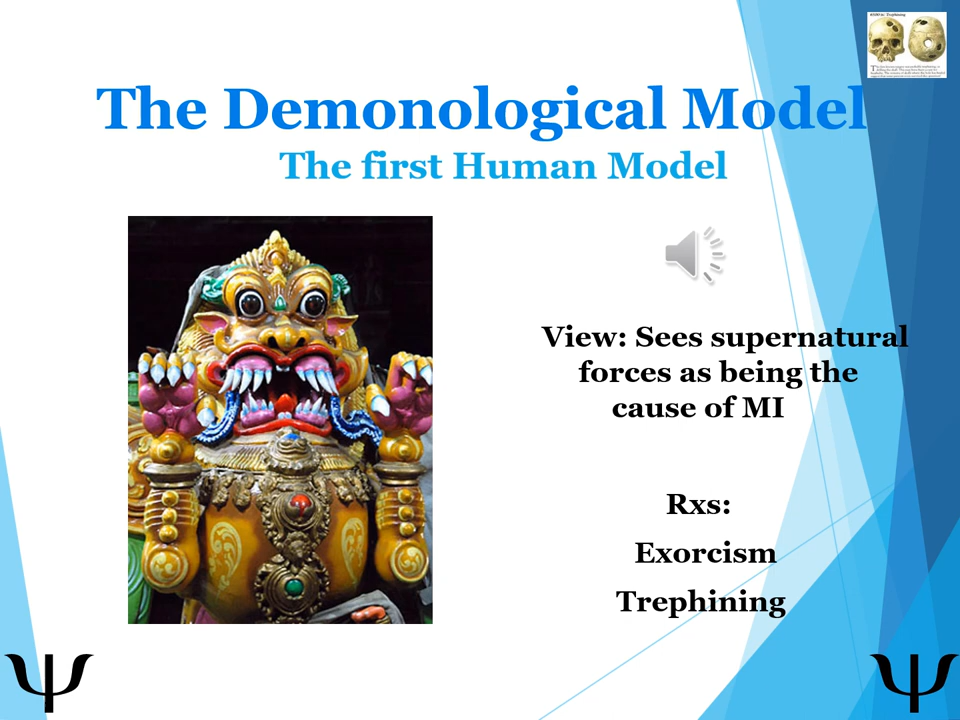 The Demonological Model
The first Human Model
View: Sees supernatural
forces as being the
cause of MI
Rxs:
Exorcism
Trephining
Ψ Ψ